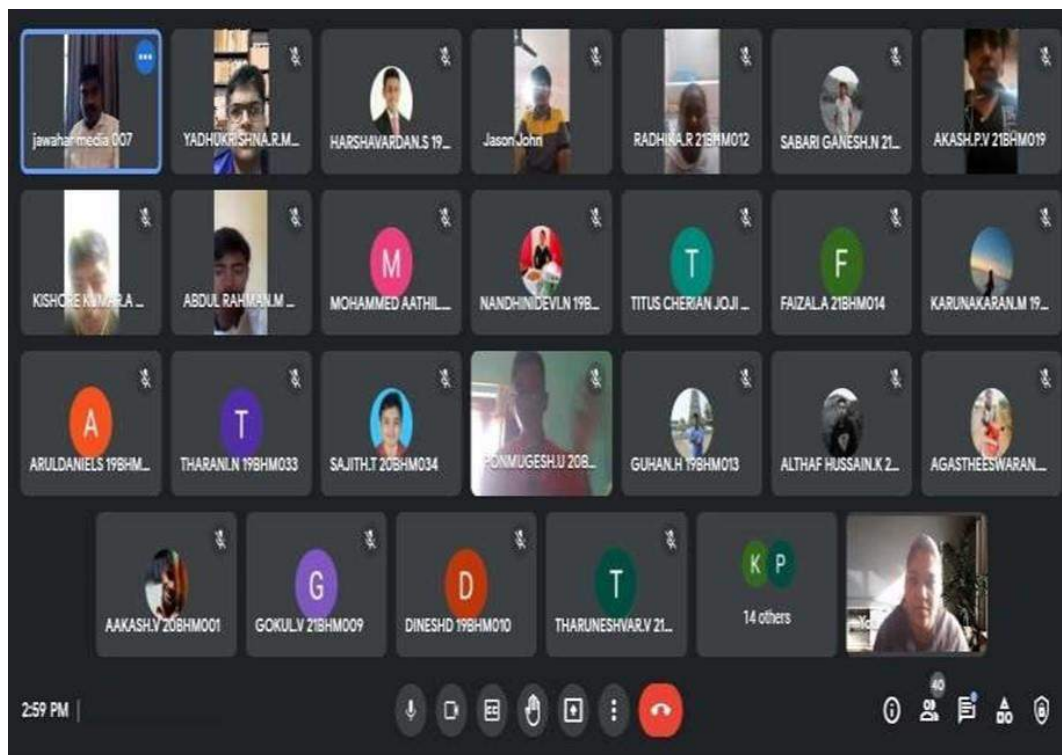 jawahar media 007
YADHUKRISHNA.R.M...
HARSHAVARDAN.S 19...
Jason John
RADHIKA.R 21BHM012
SABARI GANESH.N 21...
AKASH.P.V 21BHM019
KISHORE KUMAR.A ...
ABDUL RAHMAN.M ...
M
MOHAMMED AATHIL...
NANDHINIDEVI.N 19B...
T
TITUS CHERIAN JOJI ...
F
FAIZAL.A 21BHM014
KARUNAKARAN.M 19...
A
ARULDANIELS 19BHM...
T
THARANI.N 19BHM033
SAJITH.T 20BHM034
PONMUGESH.U 20B...
GUHAN.H 19BHM013
ALTHAF HUSSAIN.K 2...
AGASTHEESWARAN....
AAKASH.V 20BHM001
G
GOKUL.V 21BHM009
D
DINESHD 19BHM010
T
THARUNESHVAR.V 21...
K P
14 others
2:59 PM
40